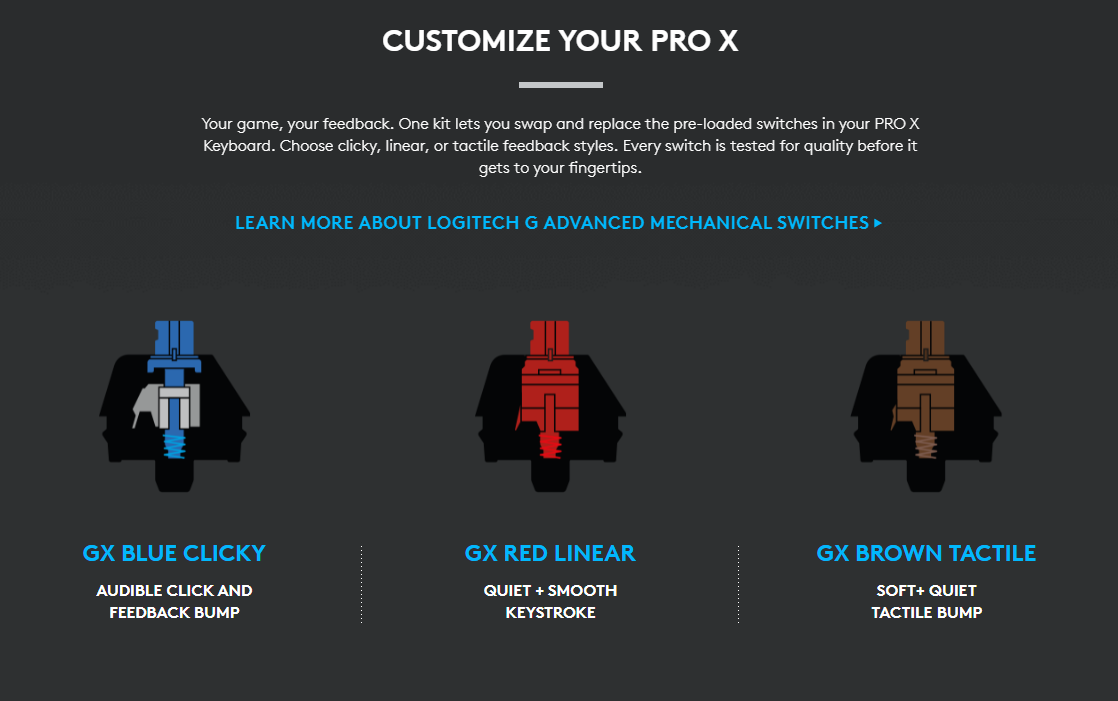 CUSTOMIZE YOUR PRO X
Your game, your feedback. One kit lets you swap and replace the pre-loaded switches in your PRO X
Keyboard. Choose clicky, linear, or tactile feedback styles. Every switch is tested for quality before it
gets to your fingertips.
LEARN MORE ABOUT LOGITECH G ADVANCED MECHANICAL SWITCHES ▸
GX BLUE CLICKY
AUDIBLE CLICK AND
FEEDBACK BUMP
GX RED LINEAR
QUIET + SMOOTH
KEYSTROKE
GX BROWN TACTILE
SOFT+ QUIET
TACTILE BUMP